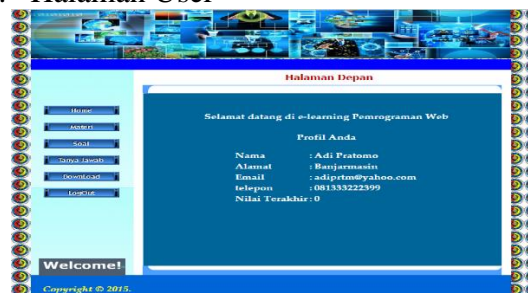 Halaman User
Halaman Depan
Home
Materi
Soal
Tanya Jawab
Download
LogOut
Selamat datang di e-learning Pemrograman Web
Profil Anda
Nama : Adi Pratomo
Alamat : Banjarmasin
Email : adiprtm@yahoo.com
telepon : 081333222399
Nilai Terakhir : 0
Welcome!
Copyright © 2015.